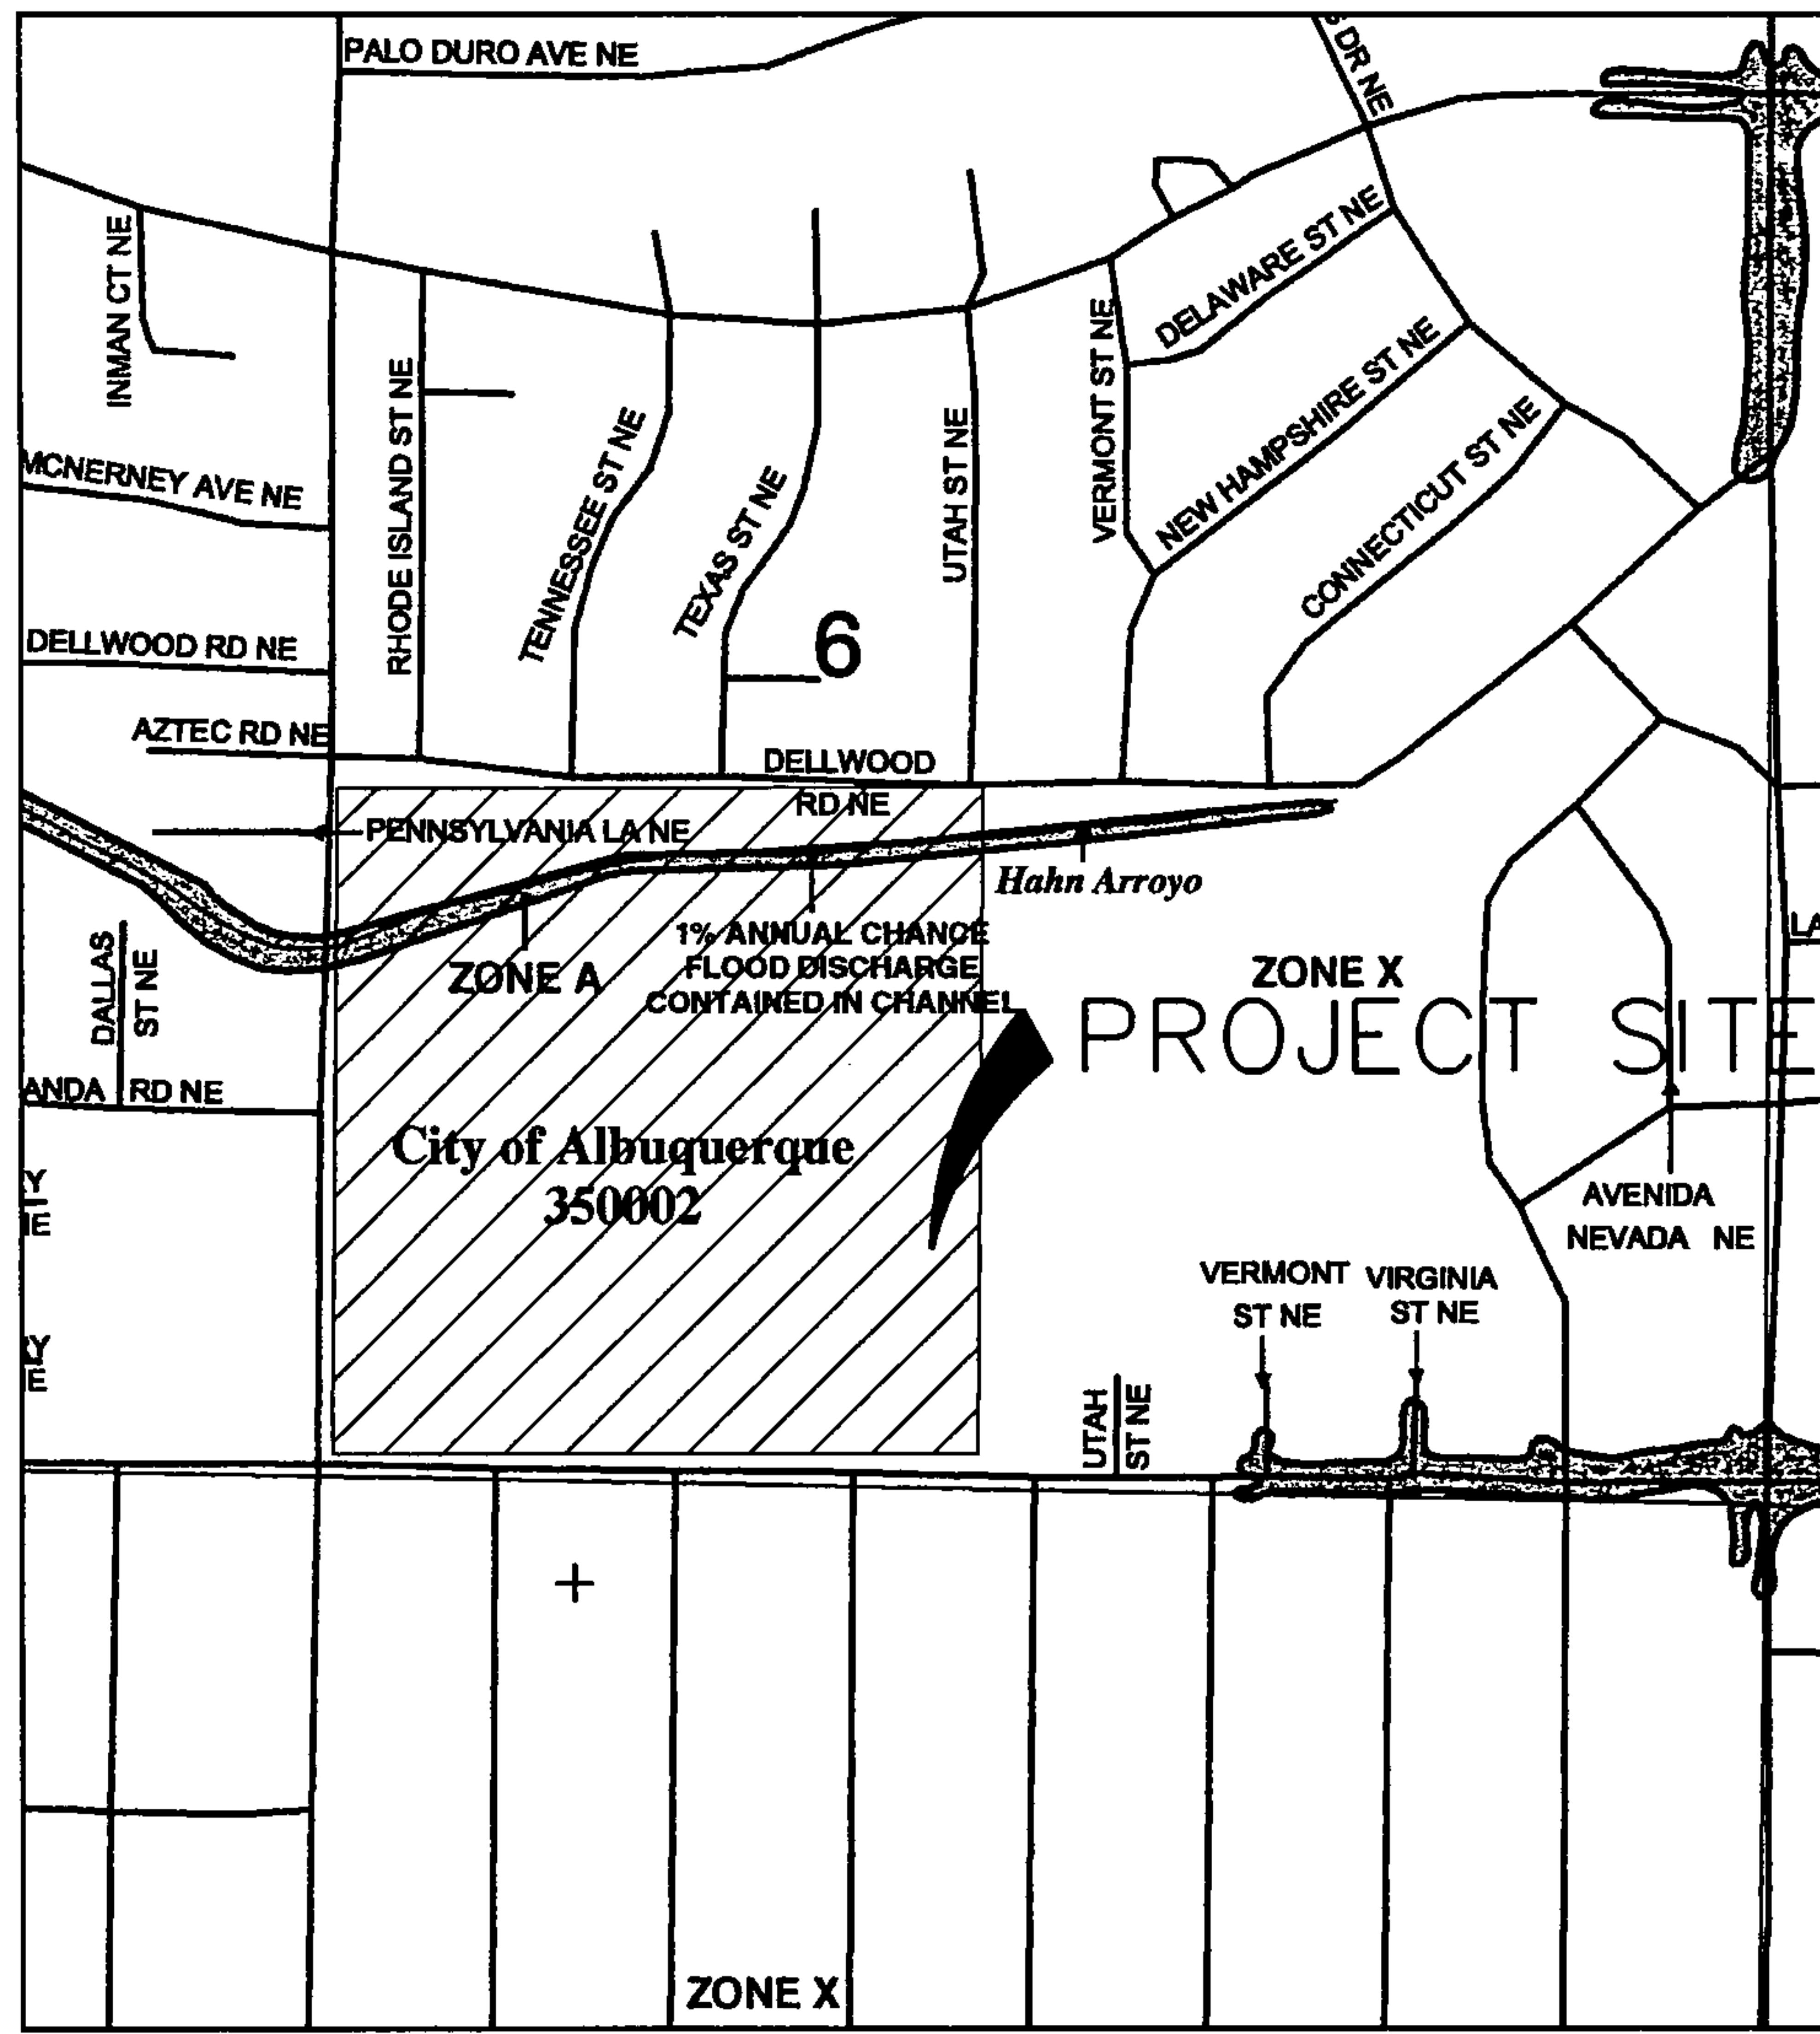 PALO DURO AVE NE
DR NE
INMAN CT NE
DELAWARE ST NE
VERMONT ST NE
NEW HAMPSHIRE ST NE
CONNECTICUT ST NE
RHODE ISLAND ST NE
TENNESSEE ST NE
TEXAS ST NE
UTAH ST NE
MCNERNEY AVE NE
6
DELLWOOD RD NE
AZTEC RD NE
DELLWOOD
RD NE
PENNSYLVANIA LA NE
Hahn Arroyo
1% ANNUAL CHANCE
FLOOD DISCHARGE
CONTAINED IN CHANNEL
ZONE A
ZONE X
LA
DALLAS
ST NE
PROJECT SITE
ANDA RD NE
City of Albuquerque
350002
AVENIDA
NEVADA NE
VERMONT
ST NE
VIRGINIA
ST NE
UTAH
ST NE
ZONE X